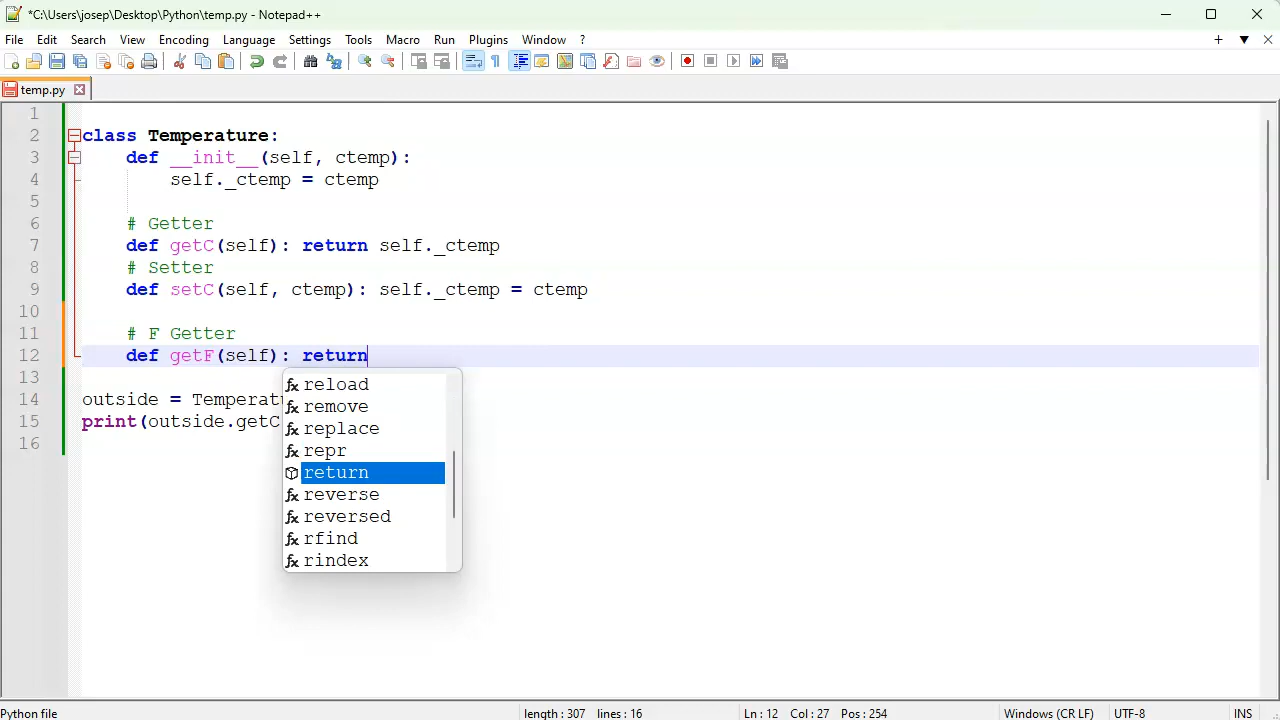 *C:\Users\josep\Desktop\Python\temp.py - Notepad++
File Edit Search View Encoding Language Settings Tools Macro Run Plugins Window ?
temp.py
1
2 class Temperature:
3 def __init__(self, ctemp):
4 self._ctemp = ctemp
5
6 # Getter
7 def getC(self): return self._ctemp
8 # Setter
9 def setC(self, ctemp): self._ctemp = ctemp
10
11 # F Getter
12 def getF(self): return
13
reload
14 outside = Temperatu
remove
15 print(outside.getC
replace
16
repr
return
reverse
reversed
rfind
rindex
Python file length : 307 lines : 16 Ln : 12 Col : 27 Pos : 254 Windows (CR LF) UTF-8 INS